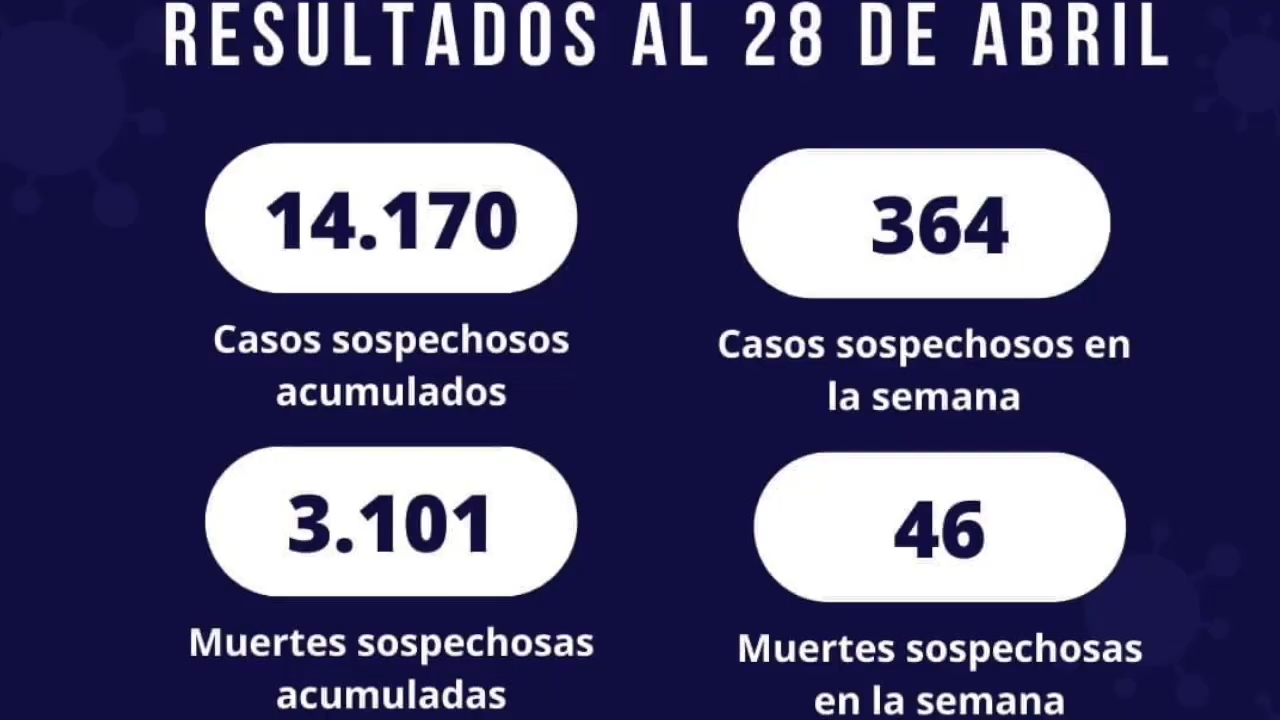 RESULTADOS AL 28 DE ABRIL
14.170
Casos sospechosos
acumulados
364
Casos sospechosos en
la semana
3.101
Muertes sospechosas
acumuladas
46
Muertes sospechosas
en la semana